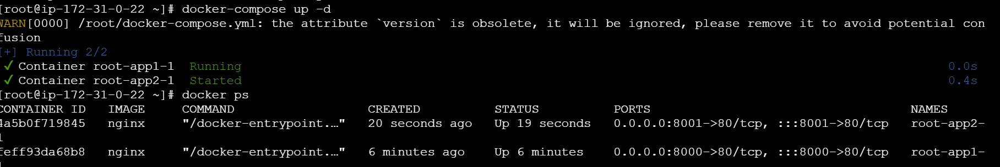 [root@ip-172-31-0-22 ~]# docker-compose up -d
WARN[0000] /root/docker-compose.yml: the attribute `version` is obsolete, it will be ignored, please remove it to avoid potential con
fusion
[+] Running 2/2
✓ Container root-app1-1 Running 0.0s
✓ Container root-app2-1 Started 0.4s
[root@ip-172-31-0-22 ~]# docker ps
CONTAINER ID IMAGE COMMAND CREATED STATUS PORTS NAMES
4a5b0f719845 nginx "/docker-entrypoint.…" 20 seconds ago Up 19 seconds 0.0.0.0:8001->80/tcp, :::8001->80/tcp root-app2-
1
feff93da68b8 nginx "/docker-entrypoint.…" 6 minutes ago Up 6 minutes 0.0.0.0:8000->80/tcp, :::8000->80/tcp root-app1-